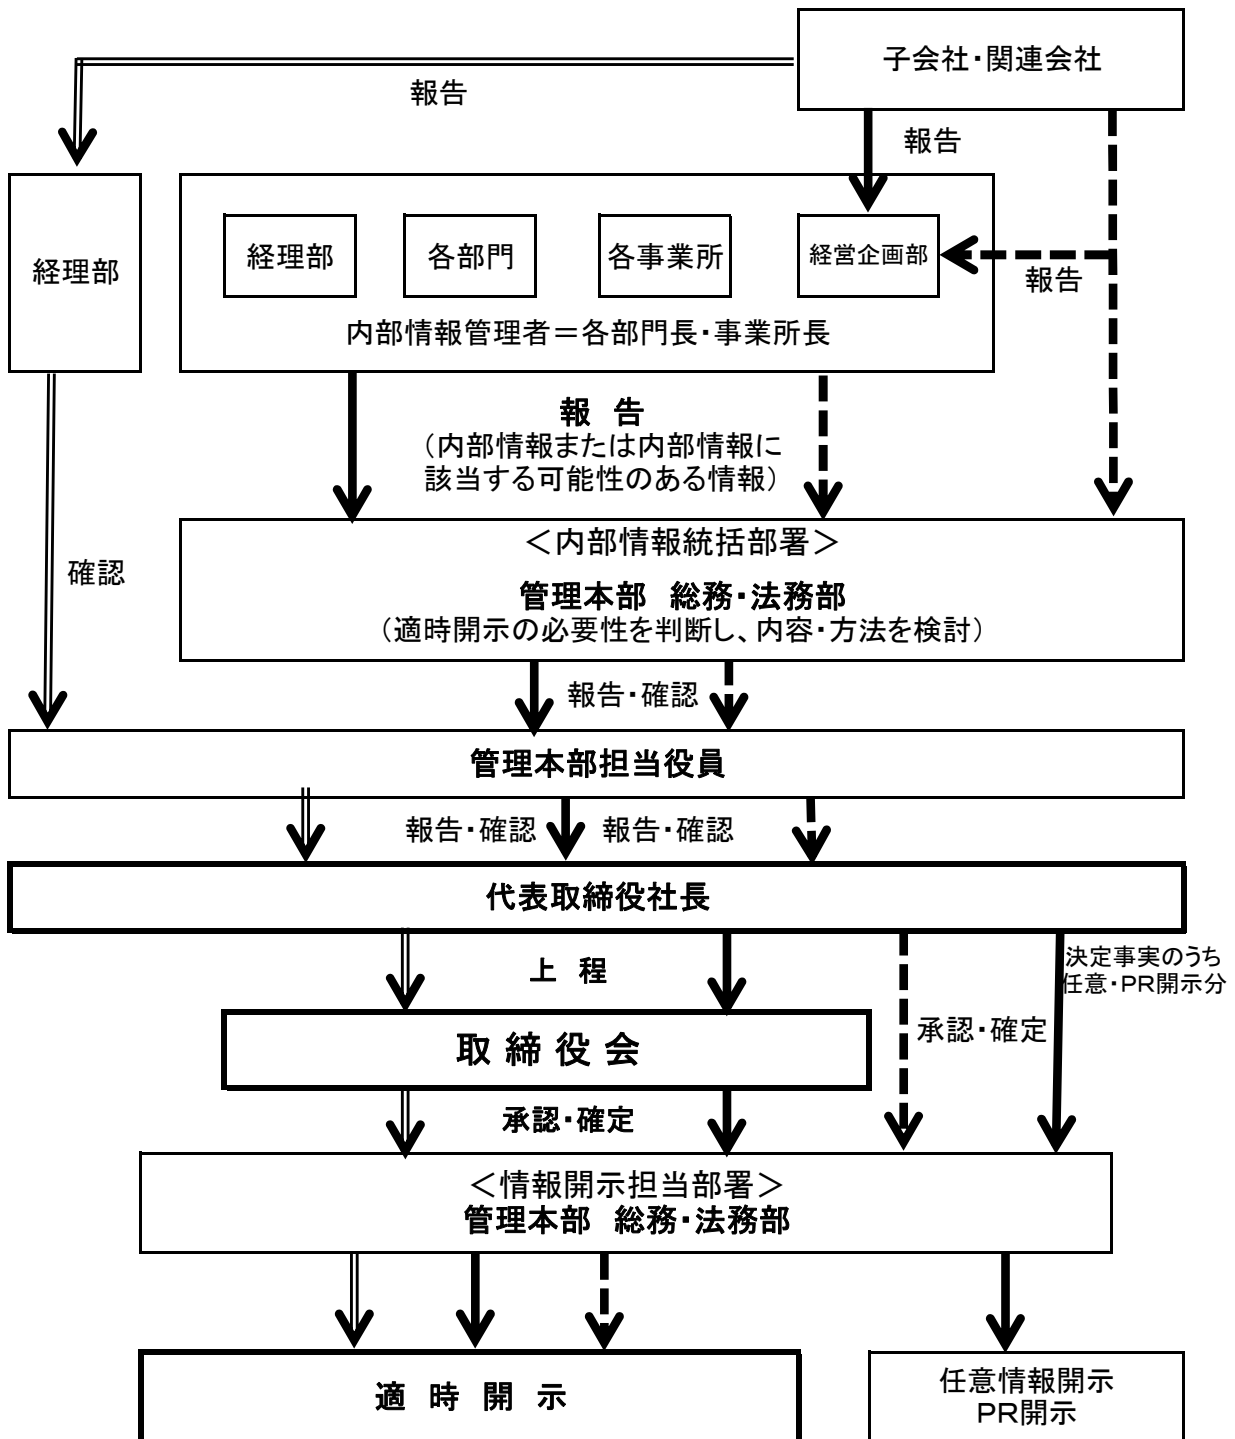 子会社・関連会社
報告
報告
経理部
経理部
各部門
各事業所
経営企画部
報告
内部情報管理者＝各部門長・事業所長
報 告
（内部情報または内部情報に
該当する可能性のある情報）
＜内部情報統括部署＞
管理本部 総務・法務部
（適時開示の必要性を判断し、内容・方法を検討）
確認
報告・確認
管理本部担当役員
報告・確認
報告・確認
代表取締役社長
上 程
決定事実のうち
任意・PR開示分
取 締 役 会
承認・確定
承認・確定
＜情報開示担当部署＞
管理本部 総務・法務部
適 時 開 示
任意情報開示
PR開示